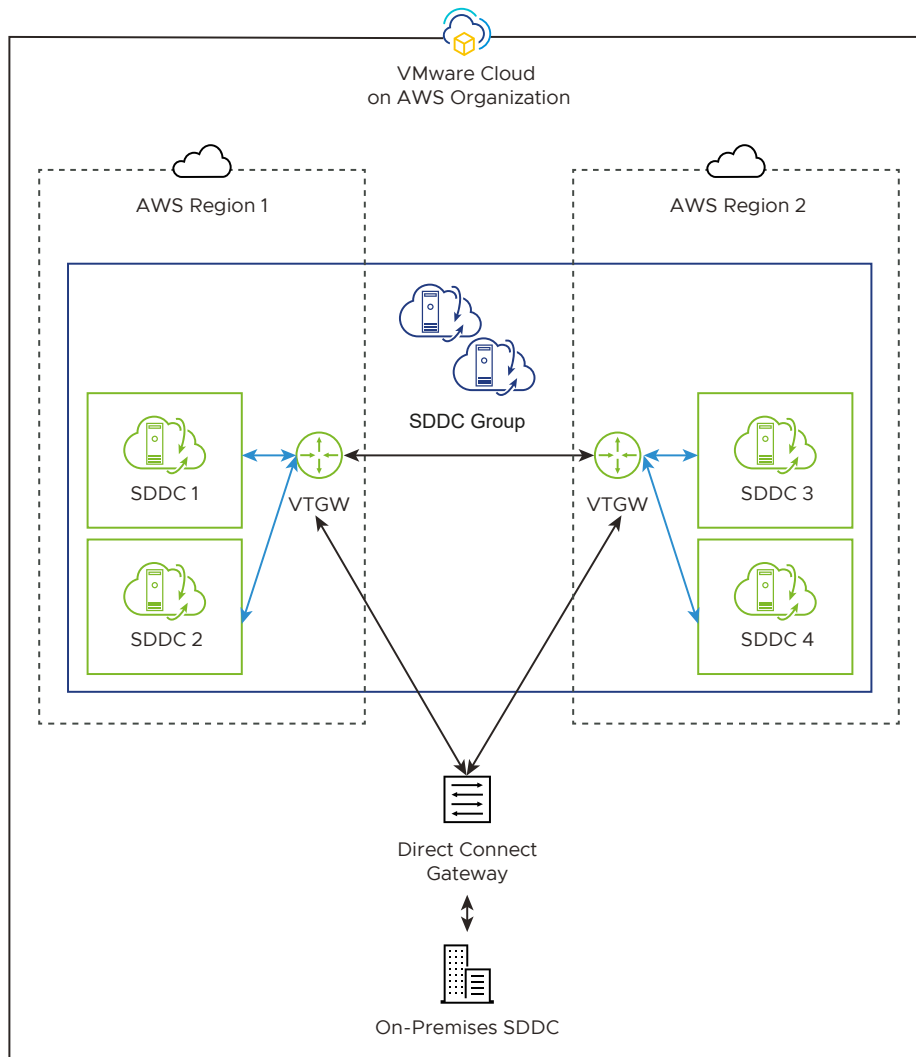 VMware Cloud
on AWS Organization
AWS Region 1
AWS Region 2
SDDC Group
SDDC 1
VTGW
VTGW
SDDC 3
SDDC 2
SDDC 4
Direct Connect
Gateway
On-Premises SDDC